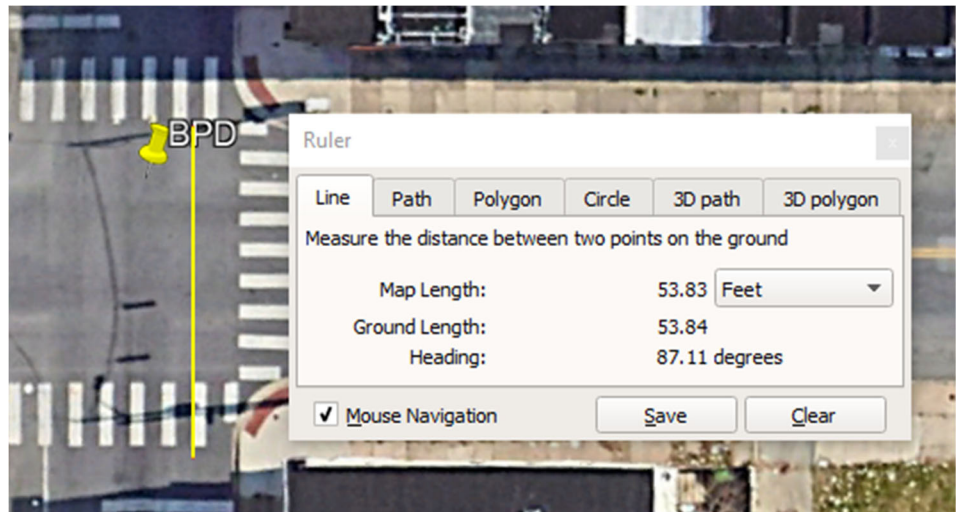 BPD
Ruler
x
Line Path Polygon Circle 3D path 3D polygon
Measure the distance between two points on the ground
Map Length: 53.83 Feet
Ground Length: 53.84
Heading: 87.11 degrees
Mouse Navigation Save Clear